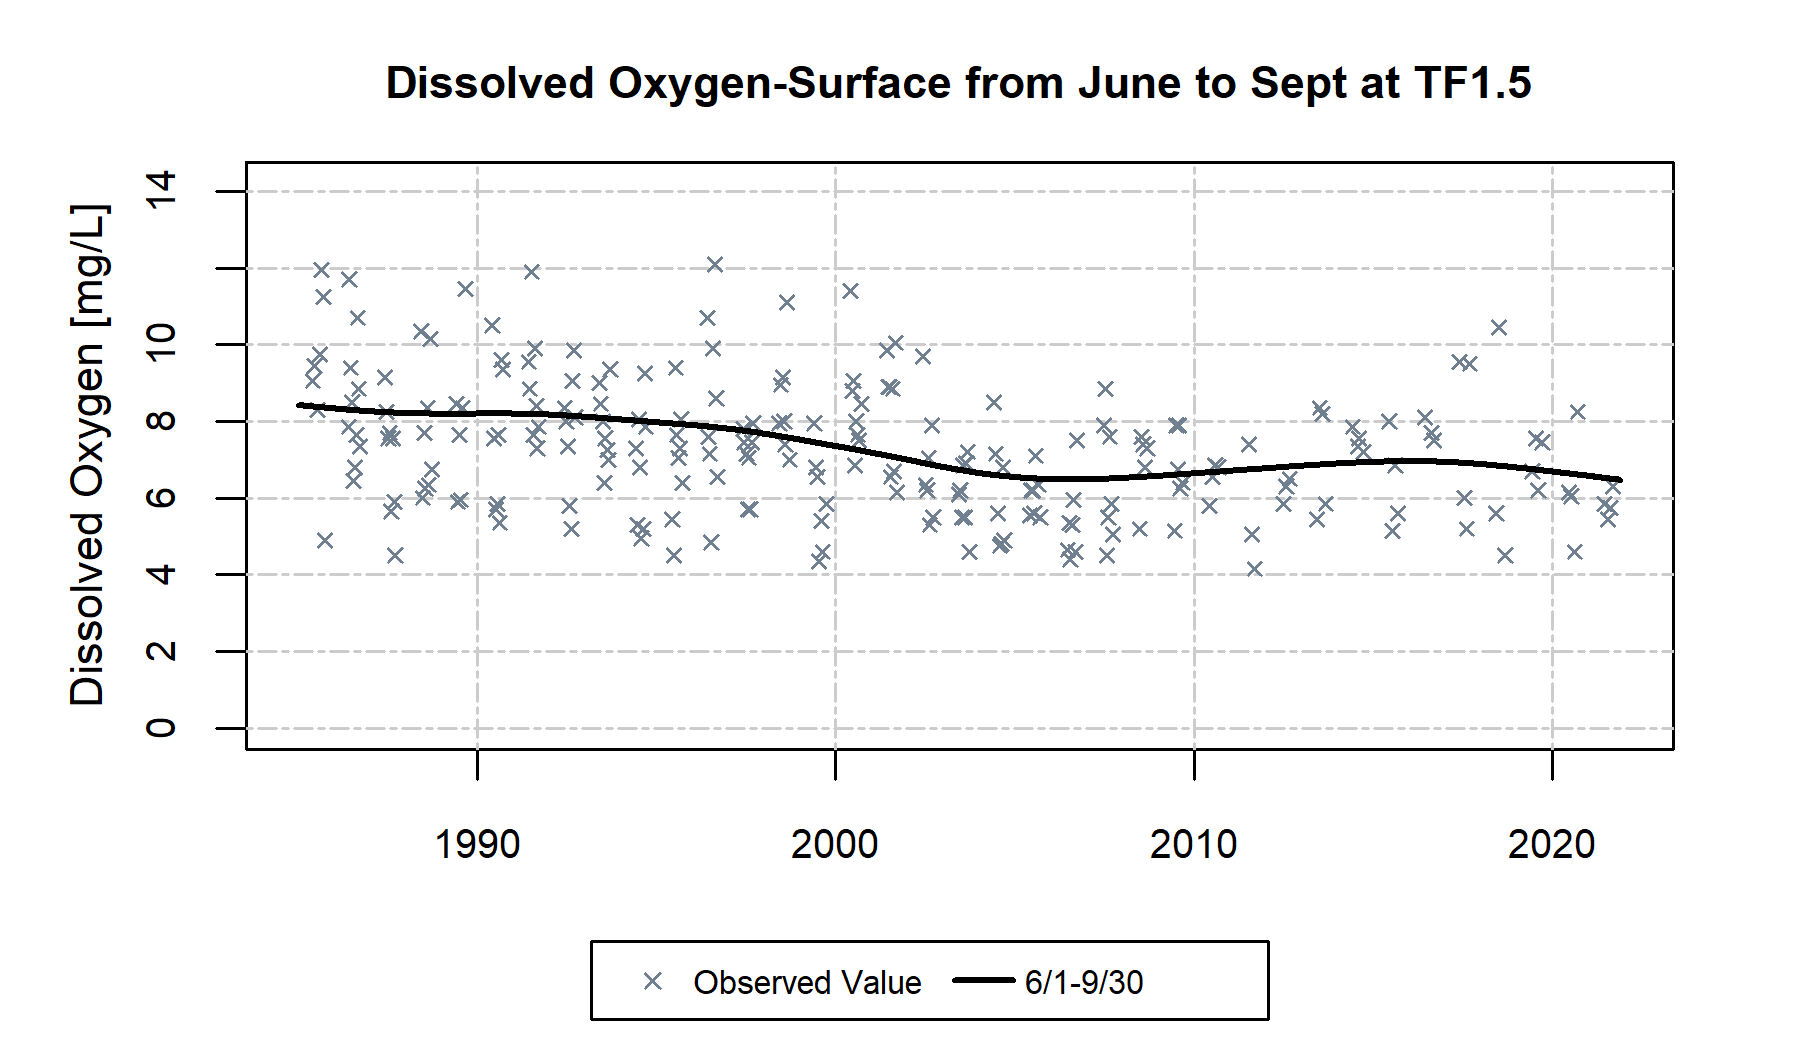 Dissolved Oxygen-Surface from June to Sept at TF1.5
Dissolved Oxygen [mg/L]
14
10
8
6
4
2
0
1990 2000 2010 2020
Observed Value 6/1-9/30